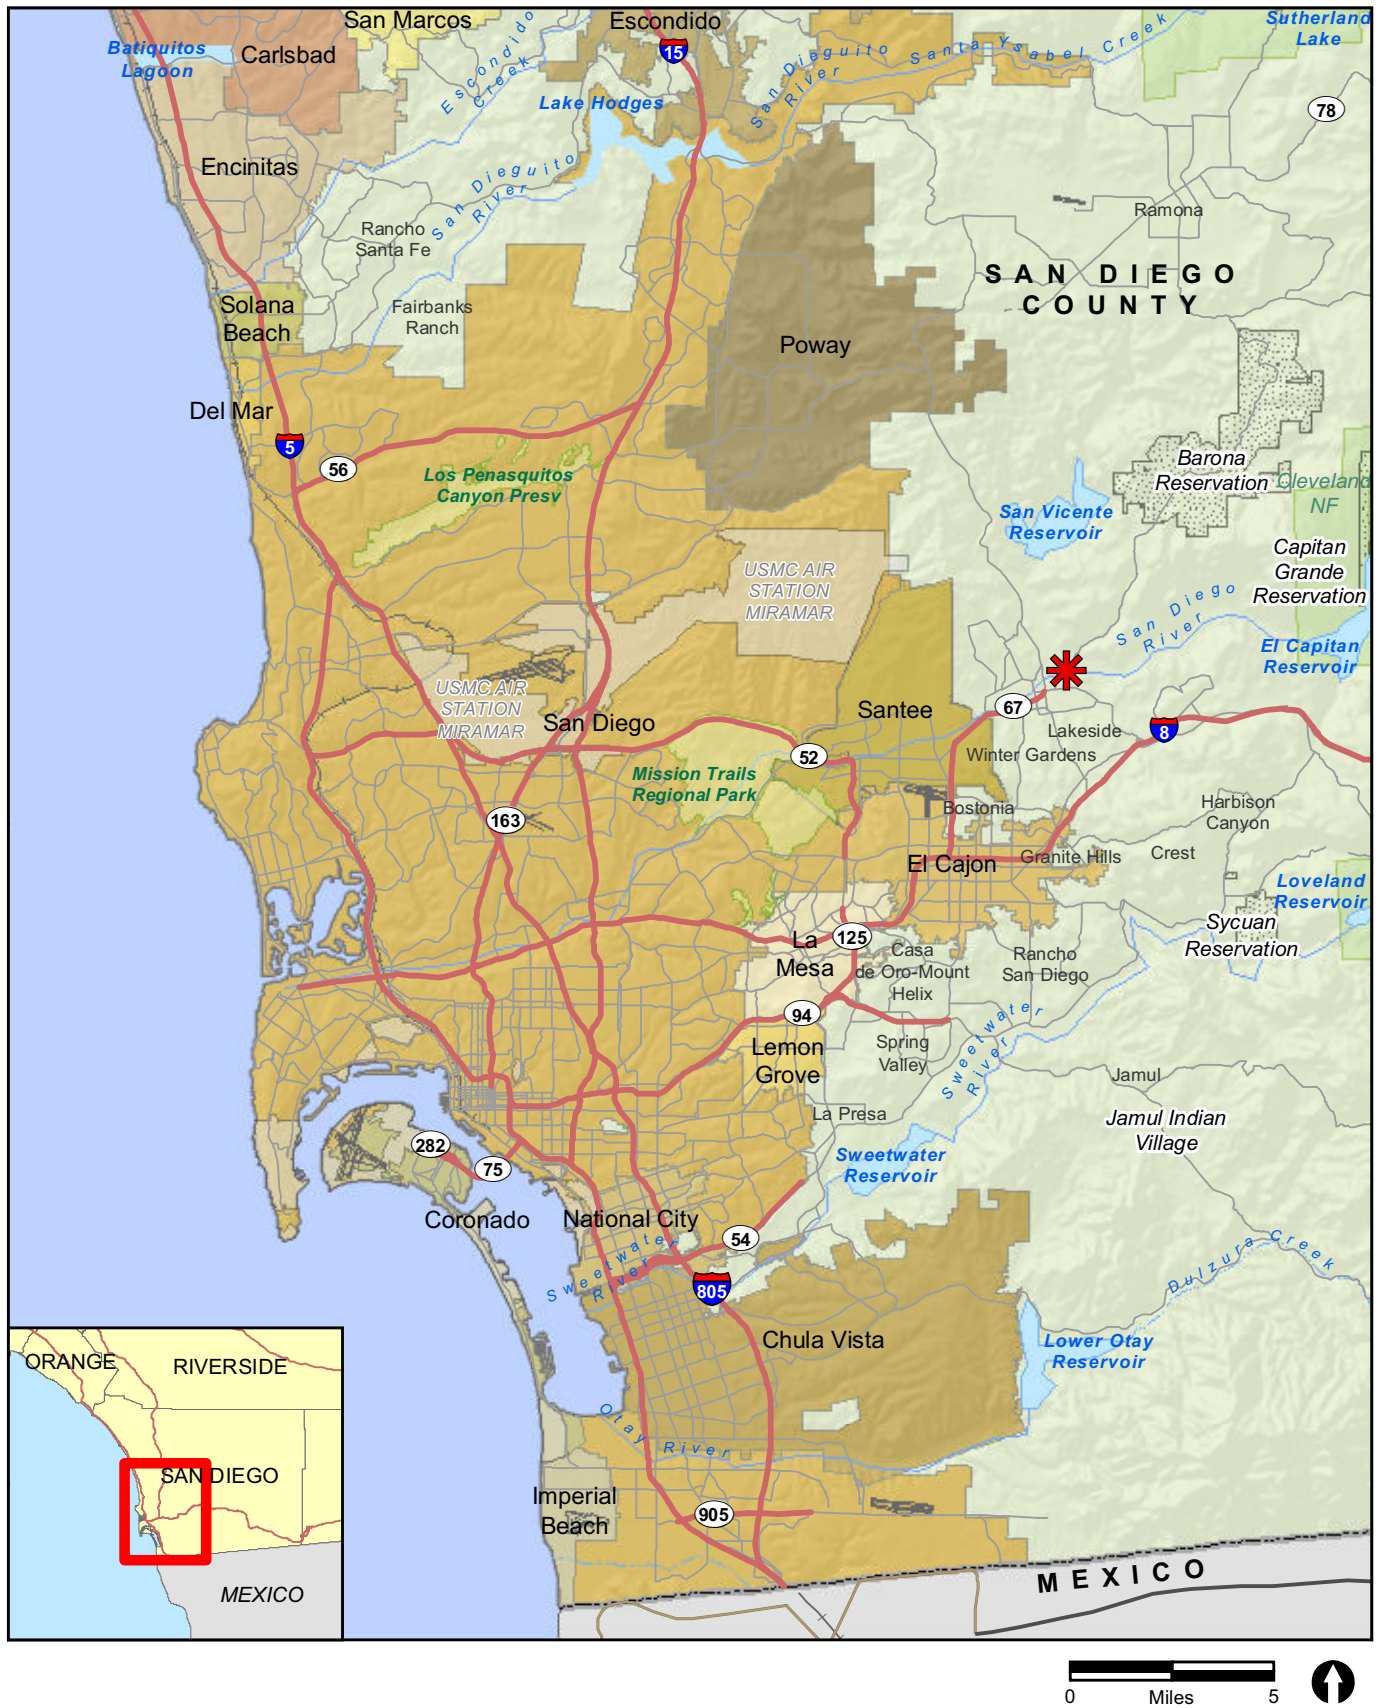 San Marcos
Escondido
Sutherland
Lake
Batiquitos
Lagoon
Carlsbad
15
Escondido
Creek
San Dieguito
River
Santa Ysabel Creek
Lake Hodges
78
Encinitas
San Dieguito
River
Ramona
Rancho
Santa Fe
SAN DIEGO
COUNTY
Solana
Beach
Fairbanks
Ranch
Poway
Del Mar
5
56
Los Penasquitos
Canyon Presv
Barona
Reservation
Cleveland
NF
San Vicente
Reservoir
Capitan
Grande
Reservation
USMC AIR
STATION
MIRAMAR
San Diego
River
El Capitan
Reservoir
USMC AIR
STATION
MIRAMAR
San Diego
Santee
67
Lakeside
8
Winter Gardens
52
Mission Trails
Regional Park
163
Bostonia
Harbison
Canyon
El Cajon
Granite Hills
Crest
Loveland
Reservoir
Sycuan
Reservation
La
Mesa
125
Casa
de Oro-Mount
Helix
Rancho
San Diego
94
Sweetwater
River
Lemon
Grove
Spring
Valley
Jamul
La Presa
Jamul Indian
Village
282
75
Sweetwater
Reservoir
Coronado
National City
54
Sweetwater
River
805
Dulzura Creek
Chula Vista
Lower Otay
Reservoir
Otay River
Imperial
Beach
905
MEXICO
ORANGE
RIVERSIDE
SAN DIEGO
MEXICO
0
Miles
5